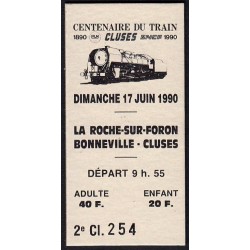 CENTENAIRE DU TRAIN
1890 CLUSES 1990
DIMANCHE 17 JUIN 1990
LA ROCHE-SUR-FORON
BONNEVILLE - CLUSES
DÉPART 9 h. 55
ADULTE ENFANT
40 F. 20 F.
2e Cl. 254